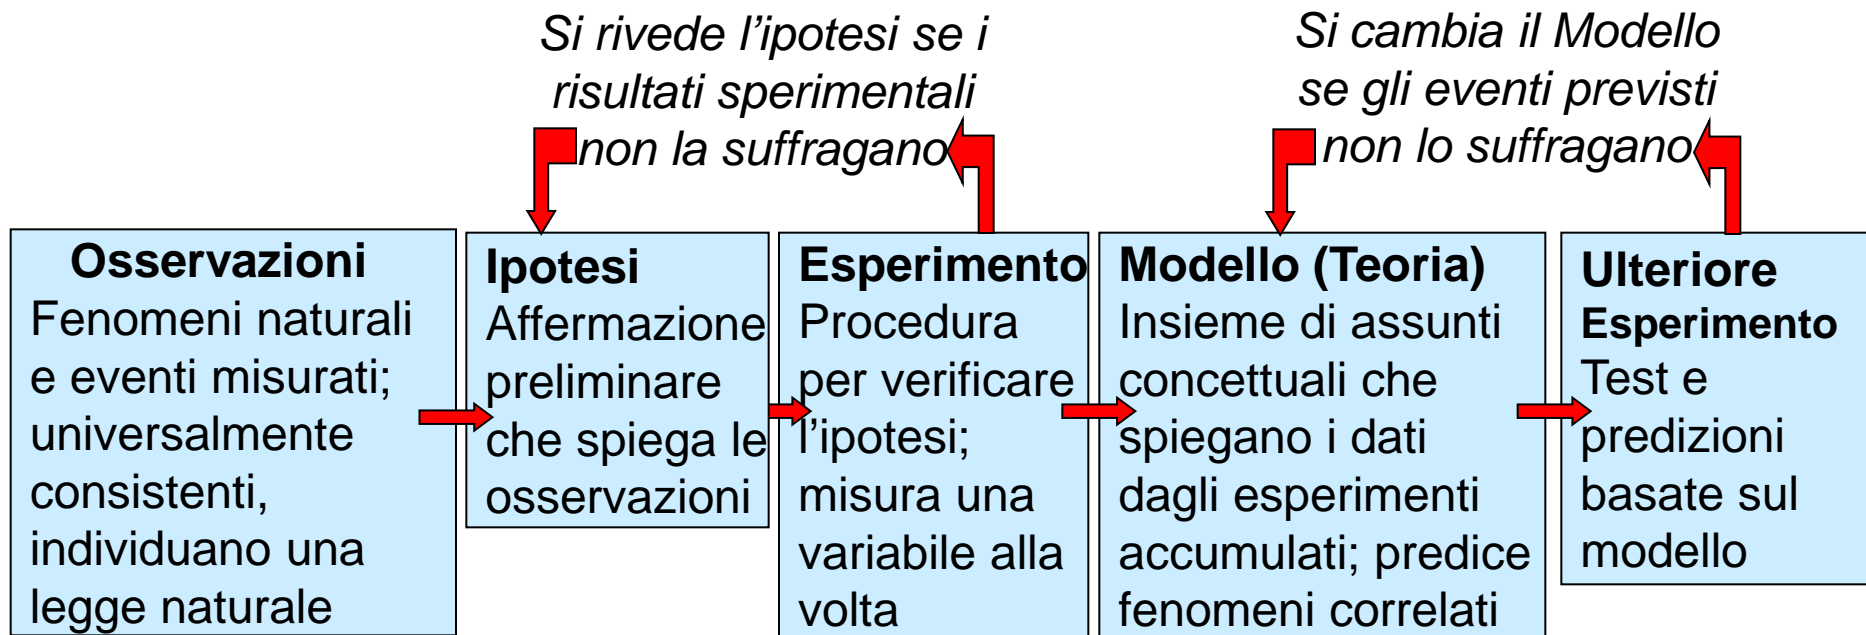 Si rivede l'ipotesi se i
risultati sperimentali
non la suffragano
Si cambia il Modello
se gli eventi previsti
non lo suffragano
Osservazioni
Fenomeni naturali
e eventi misurati;
universalmente
consistenti,
individuano una
legge naturale
Ipotesi
Affermazione
preliminare
che spiega le
osservazioni
Esperimento
Procedura
per verificare
l'ipotesi;
misura una
variabile alla
volta
Modello (Teoria)
Insieme di assunti
concettuali che
spiegano i dati
dagli esperimenti
accumulati; predice
fenomeni correlati
Ulteriore
Esperimento
Test e
predizioni
basate sul
modello